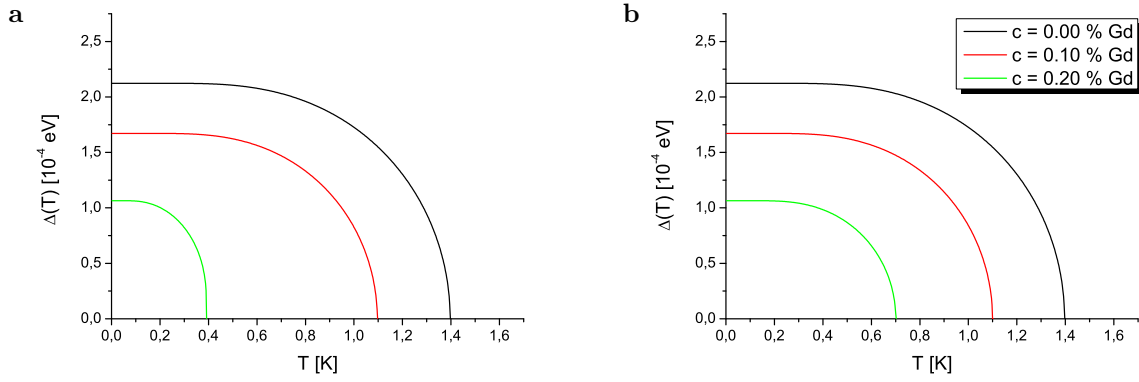 a
2,5
2,0
1,5
1,0
0,5
0,0
Δ(T) [10⁻⁴ eV]
0,0 0,2 0,4 0,6 0,8 1,0 1,2 1,4 1,6
T [K]
b
c = 0.00 % Gd
c = 0.10 % Gd
c = 0.20 % Gd
2,5
2,0
1,5
1,0
0,5
0,0
Δ(T) [10⁻⁴ eV]
0,0 0,2 0,4 0,6 0,8 1,0 1,2 1,4 1,6
T [K]